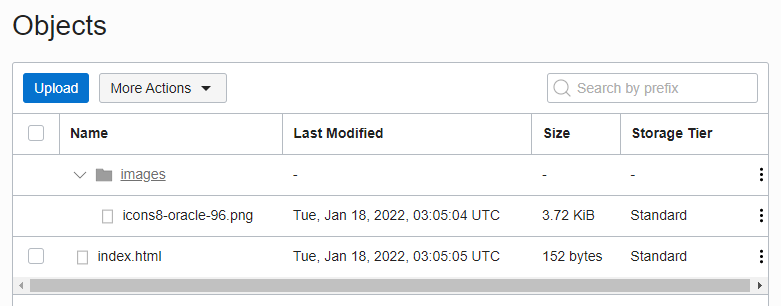 Objects
Upload More Actions Search by prefix
Name Last Modified Size Storage Tier
images - - -
icons8-oracle-96.png Tue, Jan 18, 2022, 03:05:04 UTC 3.72 KiB Standard
index.html Tue, Jan 18, 2022, 03:05:05 UTC 152 bytes Standard